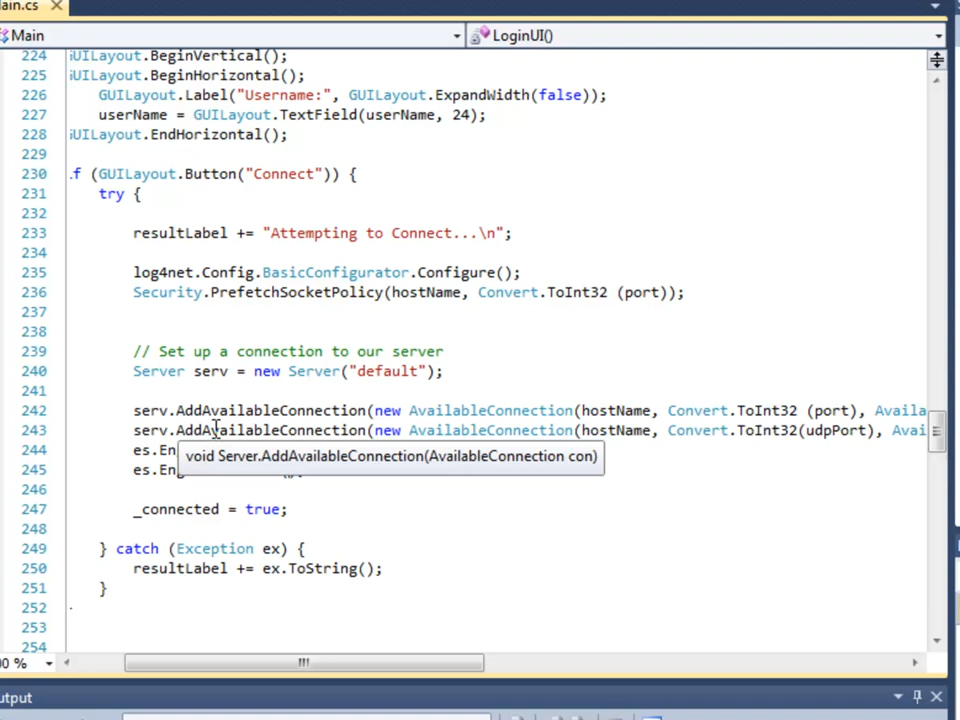 ain.cs
Main LoginUI()
224 iUILayout.BeginVertical();
225 iUILayout.BeginHorizontal();
226 GUILayout.Label("Username:", GUILayout.ExpandWidth(false));
227 userName = GUILayout.TextField(userName, 24);
228 iUILayout.EndHorizontal();
229
230 .f (GUILayout.Button("Connect")) {
231 try {
232
233 resultLabel += "Attempting to Connect...\n";
234
235 log4net.Config.BasicConfigurator.Configure();
236 Security.PrefetchSocketPolicy(hostName, Convert.ToInt32 (port));
237
238
239 // Set up a connection to our server
240 Server serv = new Server("default");
241
242 serv.AddAvailableConnection(new AvailableConnection(hostName, Convert.ToInt32 (port), Availa
243 serv.AddAvailableConnection(new AvailableConnection(hostName, Convert.ToInt32(udpPort), Avai
244 es.En
void Server.AddAvailableConnection(AvailableConnection con)
245 es.Eng
246
247 _connected = true;
248
249 } catch (Exception ex) {
250 resultLabel += ex.ToString();
251 }
252
253
254
00 %
utput